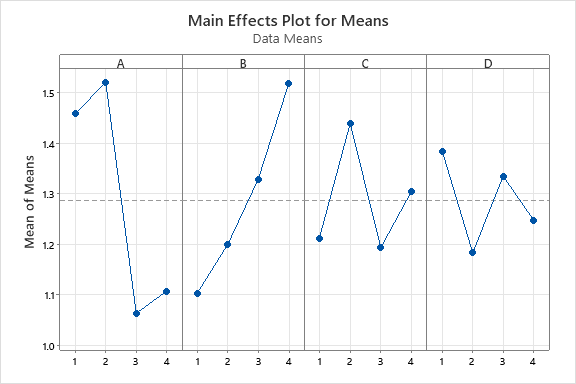 Main Effects Plot for Means
Data Means
A B C D
Mean of Means
1.5
1.4
1.3
1.2
1.1
1.0
1 2 3 4 1 2 3 4 1 2 3 4 1 2 3 4